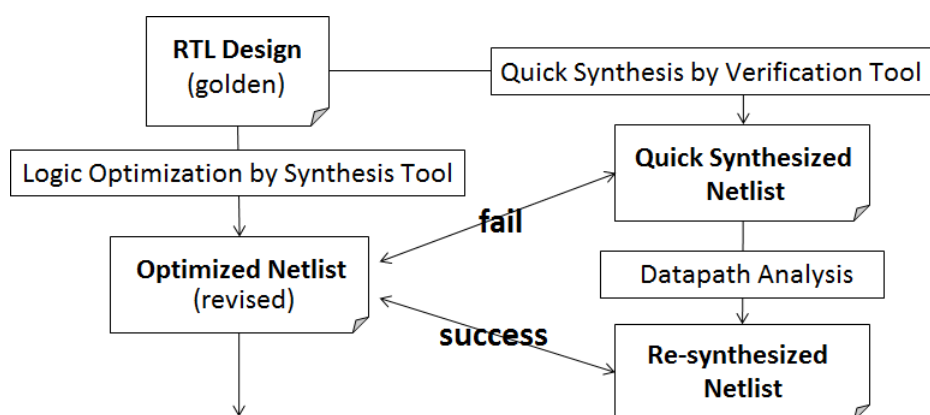 RTL Design
(golden)
Quick Synthesis by Verification Tool
Logic Optimization by Synthesis Tool
Quick Synthesized
Netlist
fail
Optimized Netlist
(revised)
Datapath Analysis
success
Re-synthesized
Netlist